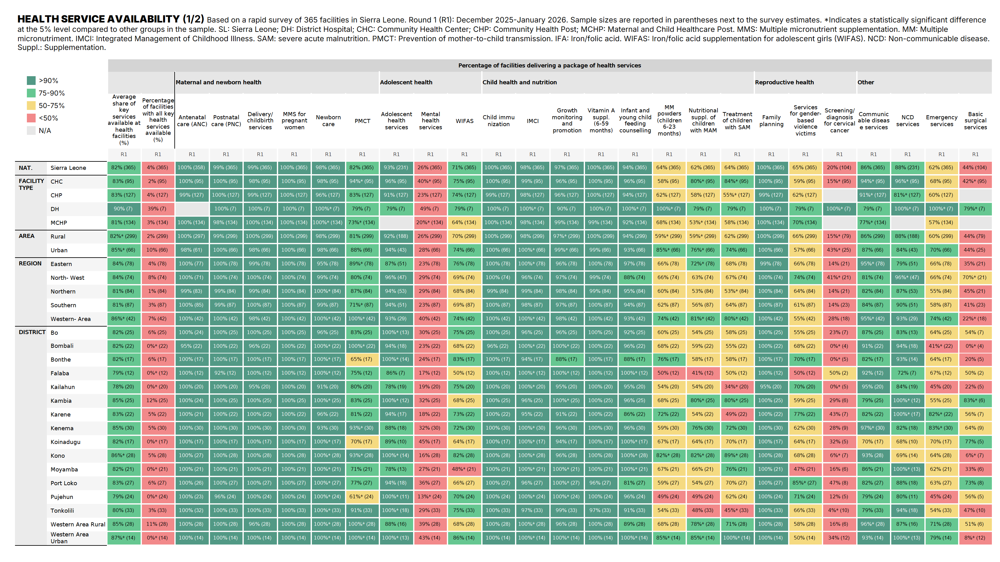 HEALTH SERVICE AVAILABILITY (1/2) Based on a rapid survey of 365 facilities in Sierra Leone. Round 1 (R1): December 2025-January 2026. Sample sizes are reported in parentheses next to the survey estimates. *Indicates a statistically significant difference
at the 5% level compared to other groups in the sample. SL: Sierra Leone; DH: District Hospital; CHC: Community Health Center; CHP: Community Health Post; MCHP: Maternal and Child Healthcare Post. MMS: Multiple micronutrient supplementation. MM: Multiple
micronutriment. IMCI: Integrated Management of Childhood Illness. SAM: severe acute malnutrition. PMCT: Prevention of mother-to-child transmission. IFA: Iron/folic acid. WIFAS: Iron/folic acid supplementation for adolescent girls (WIFAS). NCD: Non-communicable disease.
Suppl.: Supplementation.
>90%
75-90%
50-75%
<50%
N/A
Percentage of facilities delivering a package of health services
Maternal and newborn health Adolescent health Child health and nutrition Reproductive health Other
Average share of key services available at health facilities (%)
Percentage of facilities with all key health services available (%)
Antenatal care (ANC)
Postnatal care (PNC)
Delivery/ childbirth services
MMS for pregnant women
Newborn care
PMCT
Adolescent health services
Mental health services
WIFAS
Child immu nization
IMCI
Growth monitoring and promotion
Vitamin A suppl. (6-59 months)
Infant and young child feeding counselling
MM powders (children 6-23 months)
Nutritional suppl. of children with MAM
Treatment of children with SAM
Family planning
Services for gender- based violence victims
Screening/ diagnosis for cervical cancer
Communic able diseas e services
NCD services
Emergency services
Basic surgical services
R1 R1 R1 R1 R1 R1 R1 R1 R1 R1 R1 R1 R1 R1 R1 R1 R1 R1 R1 R1 R1 R1 R1 R1 R1 R1
NAT. Sierra Leone 82% (365) 4% (365) 100% (358) 99% (365) 99% (365) 100% (365) 98% (365) 82% (365) 93% (231) 26% (365) 71% (365) 100% (365) 98% (365) 97% (365) 100% (365) 94% (365) 64% (365) 62% (365) 64% (365) 100% (365) 65% (365) 20% (104) 86% (365) 88% (231) 62% (365) 44% (104)
FACILITY TYPE CHC 83% (95) 2% (95) 100% (95) 100% (95) 98% (95) 100% (95) 98% (95) 94%* (95) 96% (95) 40%* (95) 75% (95) 100% (95) 99% (95) 96% (95) 100% (95) 96% (95) 58% (95) 80%* (95) 84%* (95) 100% (95) 59% (95) 15%* (95) 94%* (95) 96%* (95) 68% (95) 42%* (95)
CHP 83% (127) 4% (127) 99% (127) 100% (127) 99% (127) 100% (127) 96% (127) 83% (127) 91% (127) 23% (127) 74% (127) 99% (127) 98% (127) 96% (127) 100% (127) 94% (127) 62% (127) 58% (127) 55%* (127) 99% (127) 62% (127) 91%* (127) 81%* (127) 60% (127)
DH 90% (7) 39% (7) 100% (7) 100% (7) 100% (7) 100%* (7) 79% (7) 79% (7) 49% (7) 79% (7) 100% (7) 100%* (7) 90% (7) 100% (7) 100%* (7) 100%* (7) 79% (7) 79% (7) 100% (7) 79% (7) 100%* (7) 79% (7) 100%* (7) 100%* (7) 79%* (7)
MCHP 81% (134) 3% (134) 100% (134) 98% (134) 100% (134) 100% (134) 100%* (134) 73%* (134) 20%* (134) 64% (134) 100% (134) 98% (134) 99% (134) 99% (134) 92% (134) 68% (134) 53%* (134) 58% (134) 100% (134) 70% (134) 77%* (134) 57% (134)
AREA Rural 82%* (299) 2% (299) 100% (297) 99% (299) 100% (299) 100% (299) 98% (299) 81% (299) 92% (188) 26% (299) 70% (299) 100% (299) 98% (299) 97%* (299) 100% (299) 94% (299) 59%* (299) 59%* (299) 62% (299) 100% (299) 66% (299) 15%* (79) 86% (299) 88% (188) 60% (299) 44% (79)
Urban 85%* (66) 10% (66) 98% (61) 100% (66) 98% (66) 100% (66) 98% (66) 88% (66) 94% (43) 28% (66) 74% (66) 100% (66) 100%* (66) 99%* (66) 99% (66) 93% (66) 85%* (66) 76%* (66) 74% (66) 100% (66) 57% (66) 43%* (25) 87% (66) 84% (43) 70% (66) 44% (25)
REGION Eastern 84% (78) 4% (78) 100% (77) 100% (78) 99% (78) 100% (78) 95% (78) 89%* (78) 87% (51) 23% (78) 76% (78) 100% (78) 100%* (78) 96% (78) 100% (78) 97% (78) 66% (78) 72%* (78) 68% (78) 99% (78) 66% (78) 14% (21) 95%* (78) 79% (51) 66% (78) 35% (21)
North- West 84% (74) 8% (74) 100% (71) 100% (74) 100% (74) 100% (74) 99% (74) 80% (74) 96% (47) 29% (74) 69% (74) 100% (74) 96% (74) 97% (74) 99% (74) 88% (74) 66% (74) 63% (74) 67% (74) 100% (74) 74% (74) 41%* (21) 81% (74) 96%* (47) 66% (74) 70%* (21)
Northern 81% (84) 1% (84) 99% (83) 99% (84) 99% (84) 100% (84) 100%* (84) 87% (84) 94% (53) 29% (84) 68% (84) 99% (84) 99% (84) 98% (84) 99% (84) 95% (84) 60% (84) 53% (84) 53%* (84) 100% (84) 64% (84) 14% (21) 82% (84) 87% (53) 55% (84) 45% (21)
Southern 81% (87) 3% (87) 100% (85) 99% (87) 100% (87) 100% (87) 99% (87) 71%* (87) 94% (51) 23% (87) 69% (87) 100% (87) 98% (87) 97% (87) 100% (87) 94% (87) 62% (87) 56% (87) 64% (87) 100% (87) 61% (87) 14% (23) 84% (87) 90% (51) 58% (87) 41% (23)
Western- Area 86%* (42) 7% (42) 100% (42) 100% (42) 98% (42) 100% (42) 100%* (42) 100%* (42) 93% (29) 40% (42) 74% (42) 100% (42) 100%* (42) 98% (42) 100% (42) 93% (42) 74% (42) 81%* (42) 80%* (42) 100% (42) 55% (42) 28% (18) 95%* (42) 93% (29) 74% (42) 22%* (18)
DISTRICT Bo 82% (25) 6% (25) 100% (24) 100% (25) 100% (25) 100% (25) 96% (25) 83% (25) 100%* (13) 30% (25) 75% (25) 100% (25) 96% (25) 96% (25) 100% (25) 92% (25) 60% (25) 54% (25) 58% (25) 100% (25) 55% (25) 23% (7) 87% (25) 83% (13) 64% (25) 54% (7)
Bombali 82% (22) 0%* (22) 95% (22) 100% (22) 96% (22) 100% (22) 100%* (22) 100%* (22) 94% (18) 23% (22) 68% (22) 96% (22) 100%* (22) 100%* (22) 100% (22) 96% (22) 68% (22) 59% (22) 55% (22) 100% (22) 68% (22) 0%* (4) 91% (22) 94% (18) 41%* (22) 0%* (4)
Bonthe 82% (17) 6% (17) 100% (17) 100% (17) 100% (17) 100% (17) 100%* (17) 65% (17) 100%* (14) 24% (17) 83% (17) 100% (17) 94% (17) 88% (17) 100% (17) 88% (17) 76% (17) 58% (17) 58% (17) 100% (17) 70% (17) 0%* (5) 82% (17) 93% (14) 64% (17) 20% (5)
Falaba 79% (12) 0%* (12) 100% (12) 92% (12) 100% (12) 100% (12) 100%* (12) 75% (12) 86% (7) 17% (12) 50% (12) 100% (12) 100%* (12) 100%* (12) 100% (12) 100%* (12) 50% (12) 41% (12) 50% (12) 100% (12) 50% (12) 50% (2) 92% (12) 72% (7) 67% (12) 50% (2)
Kailahun 78% (20) 0%* (20) 100% (20) 100% (20) 95% (20) 100% (20) 91% (20) 80% (20) 78% (19) 19% (20) 75% (20) 100% (20) 100%* (20) 95% (20) 100% (20) 95% (20) 54% (20) 54% (20) 34%* (20) 95% (20) 70% (20) 0%* (5) 95% (20) 84% (19) 45% (20) 22% (5)
Kambia 85% (25) 12% (25) 100% (24) 100% (25) 100% (25) 100% (25) 100%* (25) 83% (25) 100%* (12) 32% (25) 68% (25) 100% (25) 96% (25) 100%* (25) 100% (25) 96% (25) 68% (25) 80%* (25) 80%* (25) 100% (25) 59% (25) 29% (6) 79% (25) 100%* (12) 55% (25) 83%* (6)
Karene 83% (22) 5% (22) 100% (21) 100% (22) 100% (22) 100% (22) 96% (22) 81% (22) 94% (17) 18% (22) 73% (22) 100% (22) 95% (22) 91% (22) 100% (22) 86% (22) 72% (22) 54% (22) 49% (22) 100% (22) 77% (22) 43% (7) 82% (22) 100%* (17) 82%* (22) 56% (7)
Kenema 85% (30) 5% (30) 100% (30) 100% (30) 100% (30) 100% (30) 93% (30) 93%* (30) 88% (18) 32% (30) 72% (30) 100% (30) 100%* (30) 96% (30) 100% (30) 96% (30) 59% (30) 76% (30) 72% (30) 100% (30) 62% (30) 28% (9) 97%* (30) 82% (18) 83%* (30) 64% (9)
Koinadugu 82% (17) 0%* (17) 100% (17) 100% (17) 100% (17) 100% (17) 100%* (17) 70% (17) 89% (10) 45% (17) 64% (17) 100% (17) 100%* (17) 94% (17) 100% (17) 100%* (17) 67% (17) 64% (17) 70% (17) 100% (17) 64% (17) 32% (5) 70% (17) 68% (10) 70% (17) 77% (5)
Kono 86%* (28) 5% (28) 100% (27) 100% (28) 100% (28) 100% (28) 100%* (28) 93%* (28) 100%* (14) 16% (28) 82% (28) 100% (28) 100%* (28) 96% (28) 100% (28) 100%* (28) 82%* (28) 82%* (28) 89%* (28) 100% (28) 68% (28) 6%* (7) 93% (28) 69% (14) 64% (28) 6%* (7)
Moyamba 82% (21) 0%* (21) 100% (21) 100% (21) 100% (21) 100% (21) 100%* (21) 71% (21) 78% (13) 27% (21) 48%* (21) 100% (21) 100%* (21) 100%* (21) 100% (21) 100%* (21) 67% (21) 66% (21) 76% (21) 100% (21) 47% (21) 16% (6) 86% (21) 100%* (13) 62% (21) 33% (6)
Port Loko 83% (27) 6% (27) 100% (26) 100% (27) 100% (27) 100% (27) 100%* (27) 77% (27) 94% (18) 36% (27) 66% (27) 100% (27) 96% (27) 100%* (27) 96% (27) 81% (27) 59% (27) 54% (27) 70% (27) 100% (27) 85%* (27) 47% (8) 82% (27) 88% (18) 63% (27) 73% (8)
Pujehun 79% (24) 0%* (24) 100% (23) 96% (24) 100% (24) 100% (24) 100%* (24) 61%* (24) 100%* (11) 13%* (24) 70% (24) 100% (24) 100%* (24) 100%* (24) 100% (24) 96% (24) 49% (24) 49% (24) 62% (24) 100% (24) 71% (24) 12% (5) 79% (24) 80% (11) 45% (24) 56% (5)
Tonkolili 80% (33) 3% (33) 100% (32) 100% (33) 100% (33) 100% (33) 100%* (33) 91% (33) 100%* (18) 29% (33) 75% (33) 100% (33) 97% (33) 99% (33) 97% (33) 91% (33) 54% (33) 48% (33) 45%* (33) 100% (33) 66% (33) 4%* (10) 79% (33) 94% (18) 54% (33) 47% (10)
Western Area Rural 85% (28) 11% (28) 100% (28) 100% (28) 96% (28) 100% (28) 100%* (28) 100%* (28) 88% (16) 39% (28) 68% (28) 100% (28) 100%* (28) 96% (28) 100% (28) 89% (28) 68% (28) 78%* (28) 71% (28) 100% (28) 58% (28) 16% (6) 96%* (28) 87% (16) 71% (28) 51% (6)
Western Area Urban 87%* (14) 0%* (14) 100% (14) 100% (14) 100% (14) 100% (14) 100%* (14) 100%* (14) 100%* (13) 43% (14) 86% (14) 100% (14) 100%* (14) 100%* (14) 100% (14) 100%* (14) 85%* (14) 85%* (14) 100%* (14) 100% (14) 50% (14) 34% (12) 93% (14) 100%* (13) 79% (14) 8%* (12)